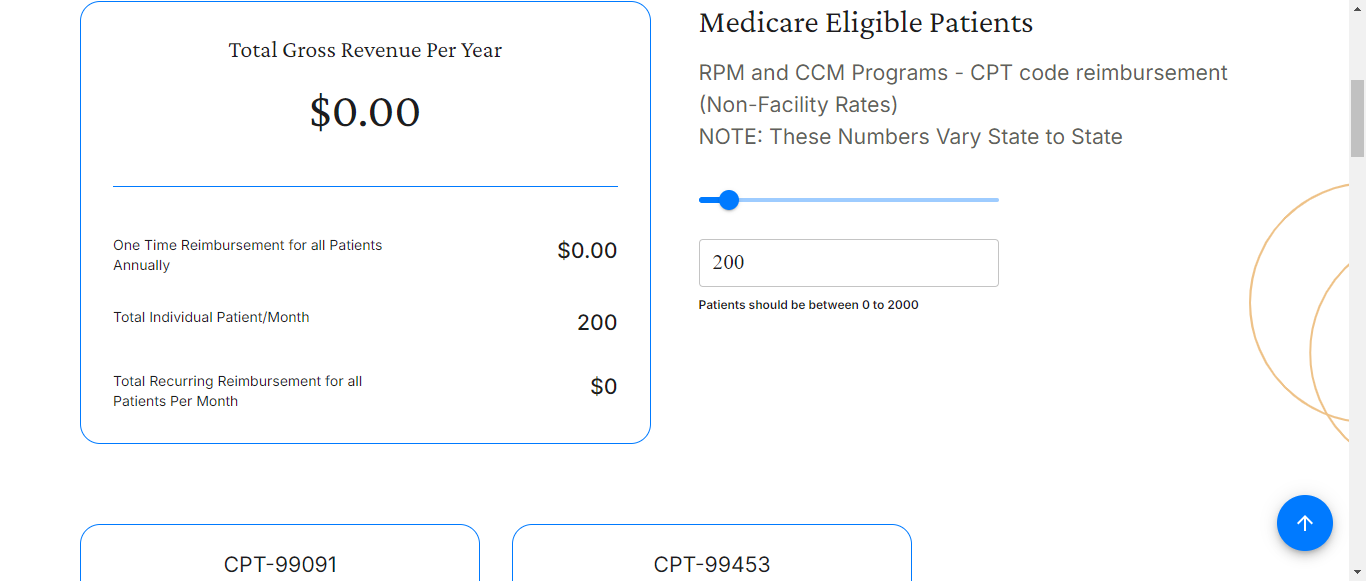 Total Gross Revenue Per Year
$0.00
One Time Reimbursement for all Patients
Annually
$0.00
Total Individual Patient/Month
200
Total Recurring Reimbursement for all
Patients Per Month
$0
Medicare Eligible Patients
RPM and CCM Programs - CPT code reimbursement
(Non-Facility Rates)
NOTE: These Numbers Vary State to State
200
Patients should be between 0 to 2000
CPT-99091
CPT-99453